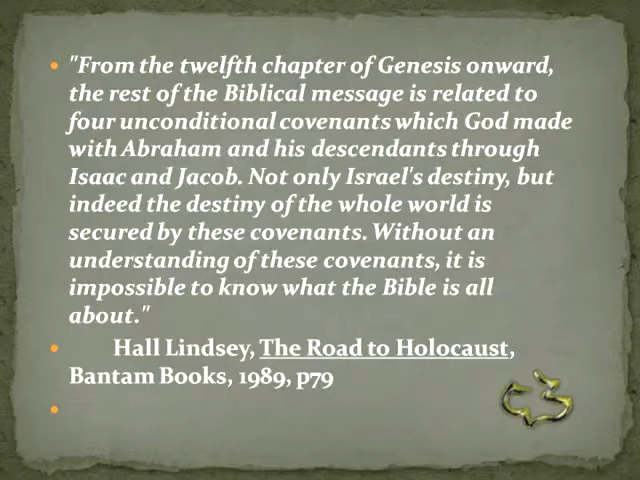 "From the twelfth chapter of Genesis onward,
the rest of the Biblical message is related to
four unconditional covenants which God made
with Abraham and his descendants through
Isaac and Jacob. Not only Israel's destiny, but
indeed the destiny of the whole world is
secured by these covenants. Without an
understanding of these covenants, it is
impossible to know what the Bible is all
about."
Hall Lindsey, The Road to Holocaust,
Bantam Books, 1989, p79